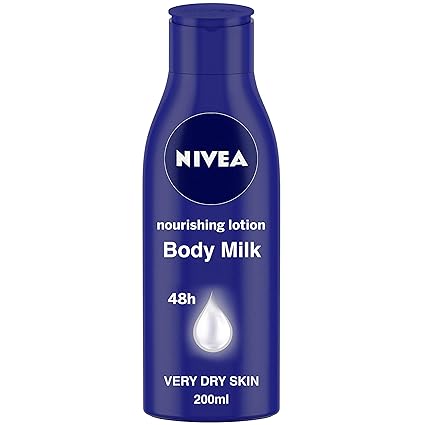 NIVEA
nourishing lotion
Body Milk
48h
VERY DRY SKIN
200ml